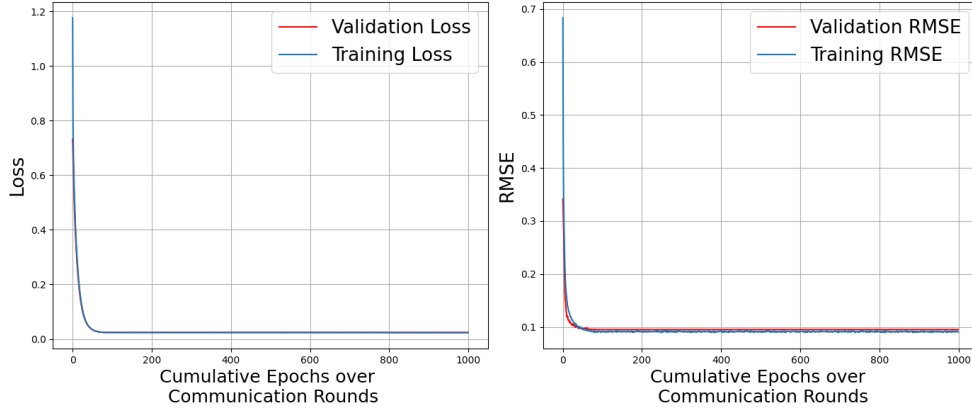 1.2
1.0
0.8
0.6
0.4
0.2
0.0
Loss
Validation Loss
Training Loss
0 200 400 600 800 1000
Cumulative Epochs over
Communication Rounds
0.7
0.6
0.5
0.4
0.3
0.2
0.1
RMSE
Validation RMSE
Training RMSE
0 200 400 600 800 1000
Cumulative Epochs over
Communication Rounds